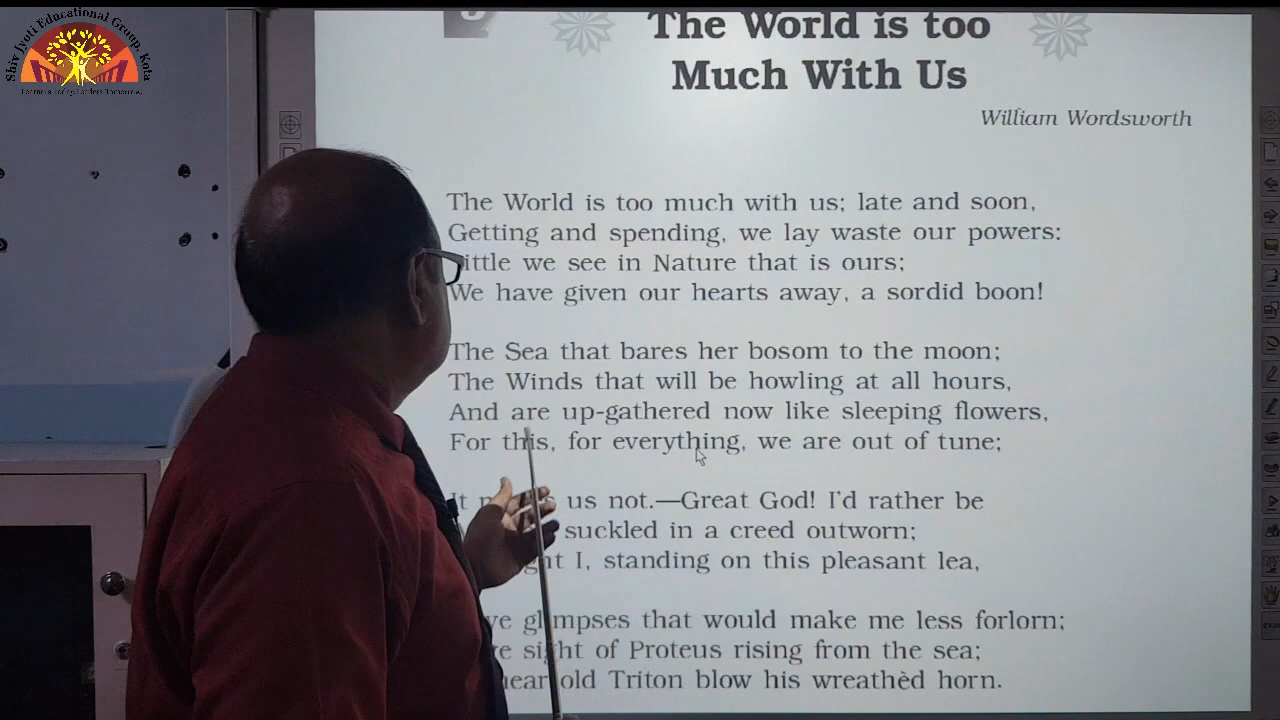 Shiv Jyoti Educational Group, Kota
The World is too
Much With Us
William Wordsworth
The World is too much with us; late and soon,
Getting and spending, we lay waste our powers:
ittle we see in Nature that is ours;
We have given our hearts away, a sordid boon!
The Sea that bares her bosom to the moon;
The Winds that will be howling at all hours,
And are up-gathered now like sleeping flowers,
For this, for everything, we are out of tune;
It us not.—Great God! I'd rather be
suckled in a creed outworn;
I, standing on this pleasant lea,
glimpses that would make me less forlorn;
sight of Proteus rising from the sea;
hear old Triton blow his wreathèd horn.